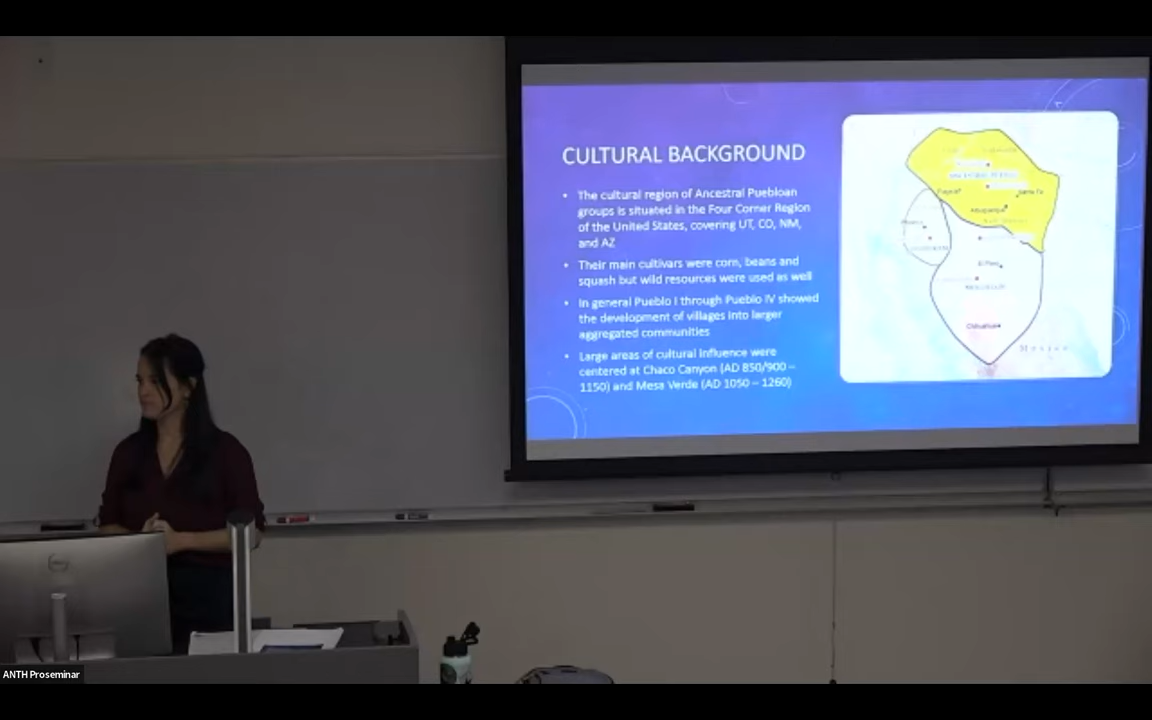 CULTURAL BACKGROUND
• The cultural region of Ancestral Puebloan
groups is situated in the Four Corner Region
of the United States, covering UT, CO, NM,
and AZ
• Their main cultivars were corn, beans and
squash but wild resources were used as well
• In general Pueblo I through Pueblo IV showed
the development of villages into larger
aggregated communities
• Large areas of cultural influence were
centered at Chaco Canyon (AD 850/900 –
1150) and Mesa Verde (AD 1050 – 1260)
Santa Fe
Albuquerque
El Paso
Chihuahua
Mexico
ANTH Proseminar